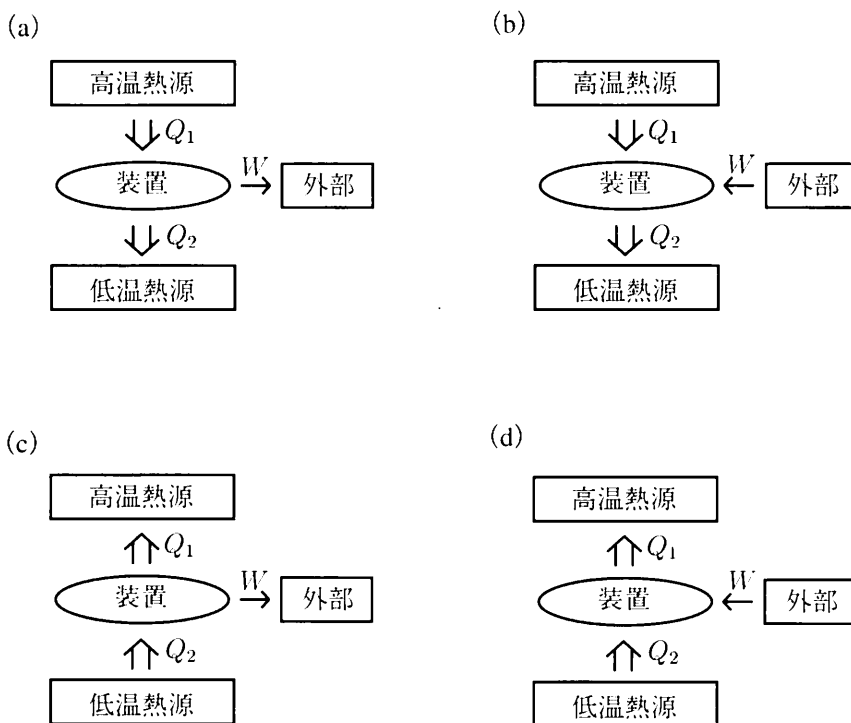 (a)
高温熱源
Q1
装置 W 外部
Q2
低温熱源
(b)
高温熱源
Q1
装置 W 外部
Q2
低温熱源
(c)
高温熱源
Q1
装置 W 外部
Q2
低温熱源
(d)
高温熱源
Q1
装置 W 外部
Q2
低温熱源